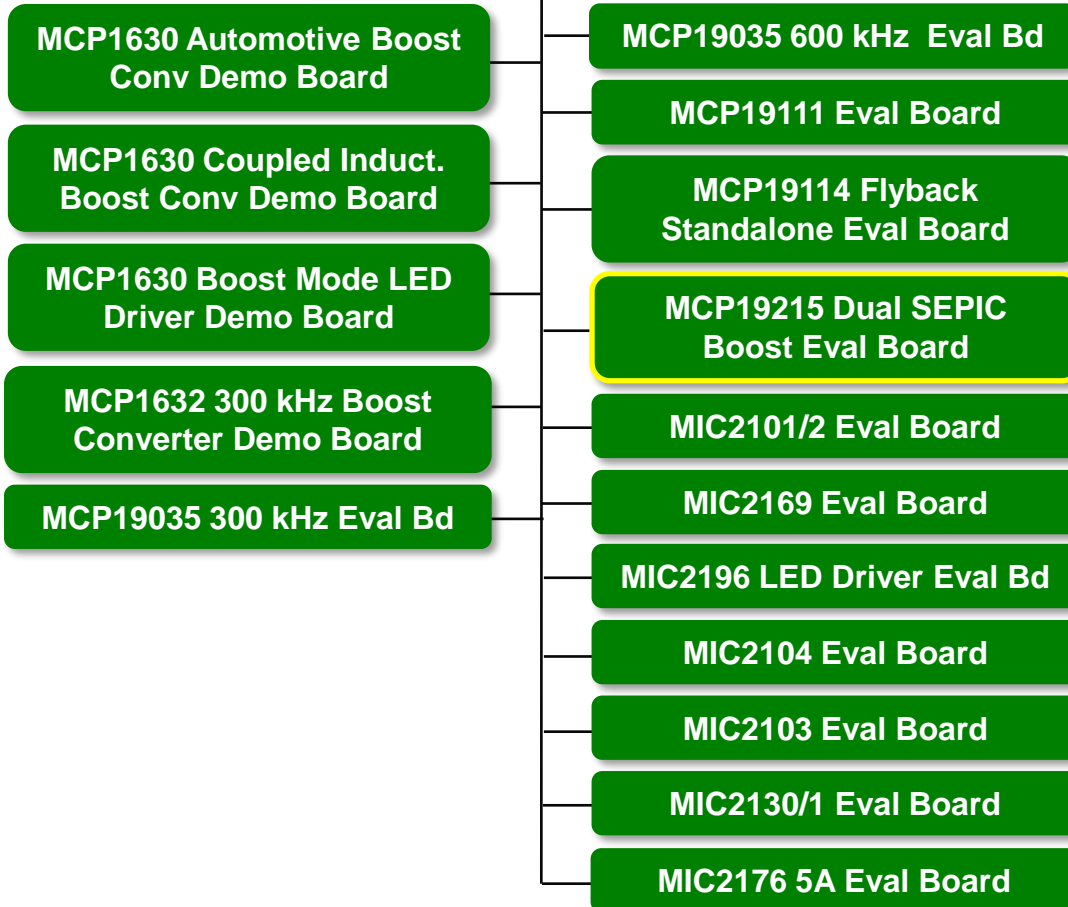 MCP1630 Automotive Boost
Conv Demo Board
MCP1630 Coupled Induct.
Boost Conv Demo Board
MCP1630 Boost Mode LED
Driver Demo Board
MCP1632 300 kHz Boost
Converter Demo Board
MCP19035 300 kHz Eval Bd
MCP19035 600 kHz Eval Bd
MCP19111 Eval Board
MCP19114 Flyback
Standalone Eval Board
MCP19215 Dual SEPIC
Boost Eval Board
MIC2101/2 Eval Board
MIC2169 Eval Board
MIC2196 LED Driver Eval Bd
MIC2104 Eval Board
MIC2103 Eval Board
MIC2130/1 Eval Board
MIC2176 5A Eval Board